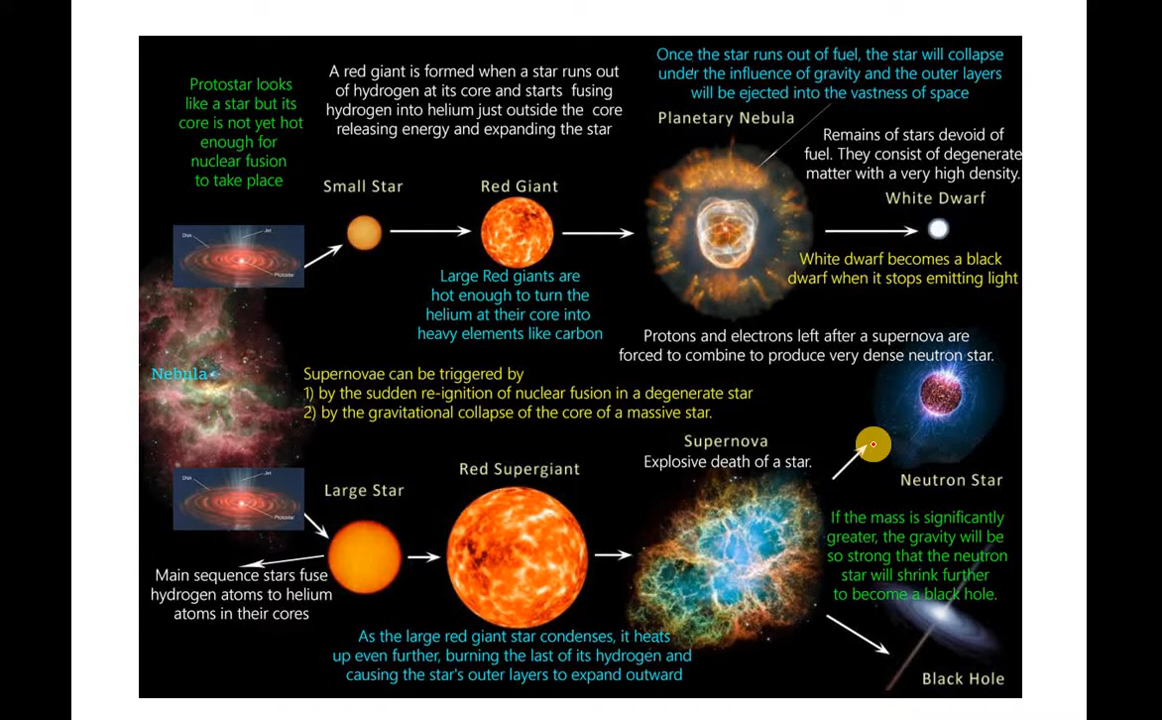 Protostar looks
like a star but its
core is not yet hot
enough for
nuclear fusion
to take place
A red giant is formed when a star runs out
of hydrogen at its core and starts fusing
hydrogen into helium just outside the core
releasing energy and expanding the star
Once the star runs out of fuel, the star will collapse
under the influence of gravity and the outer layers
will be ejected into the vastness of space
Planetary Nebula
Remains of stars devoid of
fuel. They consist of degenerate
matter with a very high density.
White Dwarf
Small Star
Red Giant
Jet
Disk
Protostar
Large Red giants are
hot enough to turn the
helium at their core into
heavy elements like carbon
White dwarf becomes a black
dwarf when it stops emitting light
Protons and electrons left after a supernova are
forced to combine to produce very dense neutron star.
Nebula
Supernovae can be triggered by
1) by the sudden re-ignition of nuclear fusion in a degenerate star
2) by the gravitational collapse of the core of a massive star.
Supernova
Explosive death of a star.
Neutron Star
Red Supergiant
Large Star
Jet
Disk
Protostar
If the mass is significantly
greater, the gravity will be
so strong that the neutron
star will shrink further
to become a black hole.
Main sequence stars fuse
hydrogen atoms to helium
atoms in their cores
As the large red giant star condenses, it heats
up even further, burning the last of its hydrogen and
causing the star's outer layers to expand outward
Black Hole